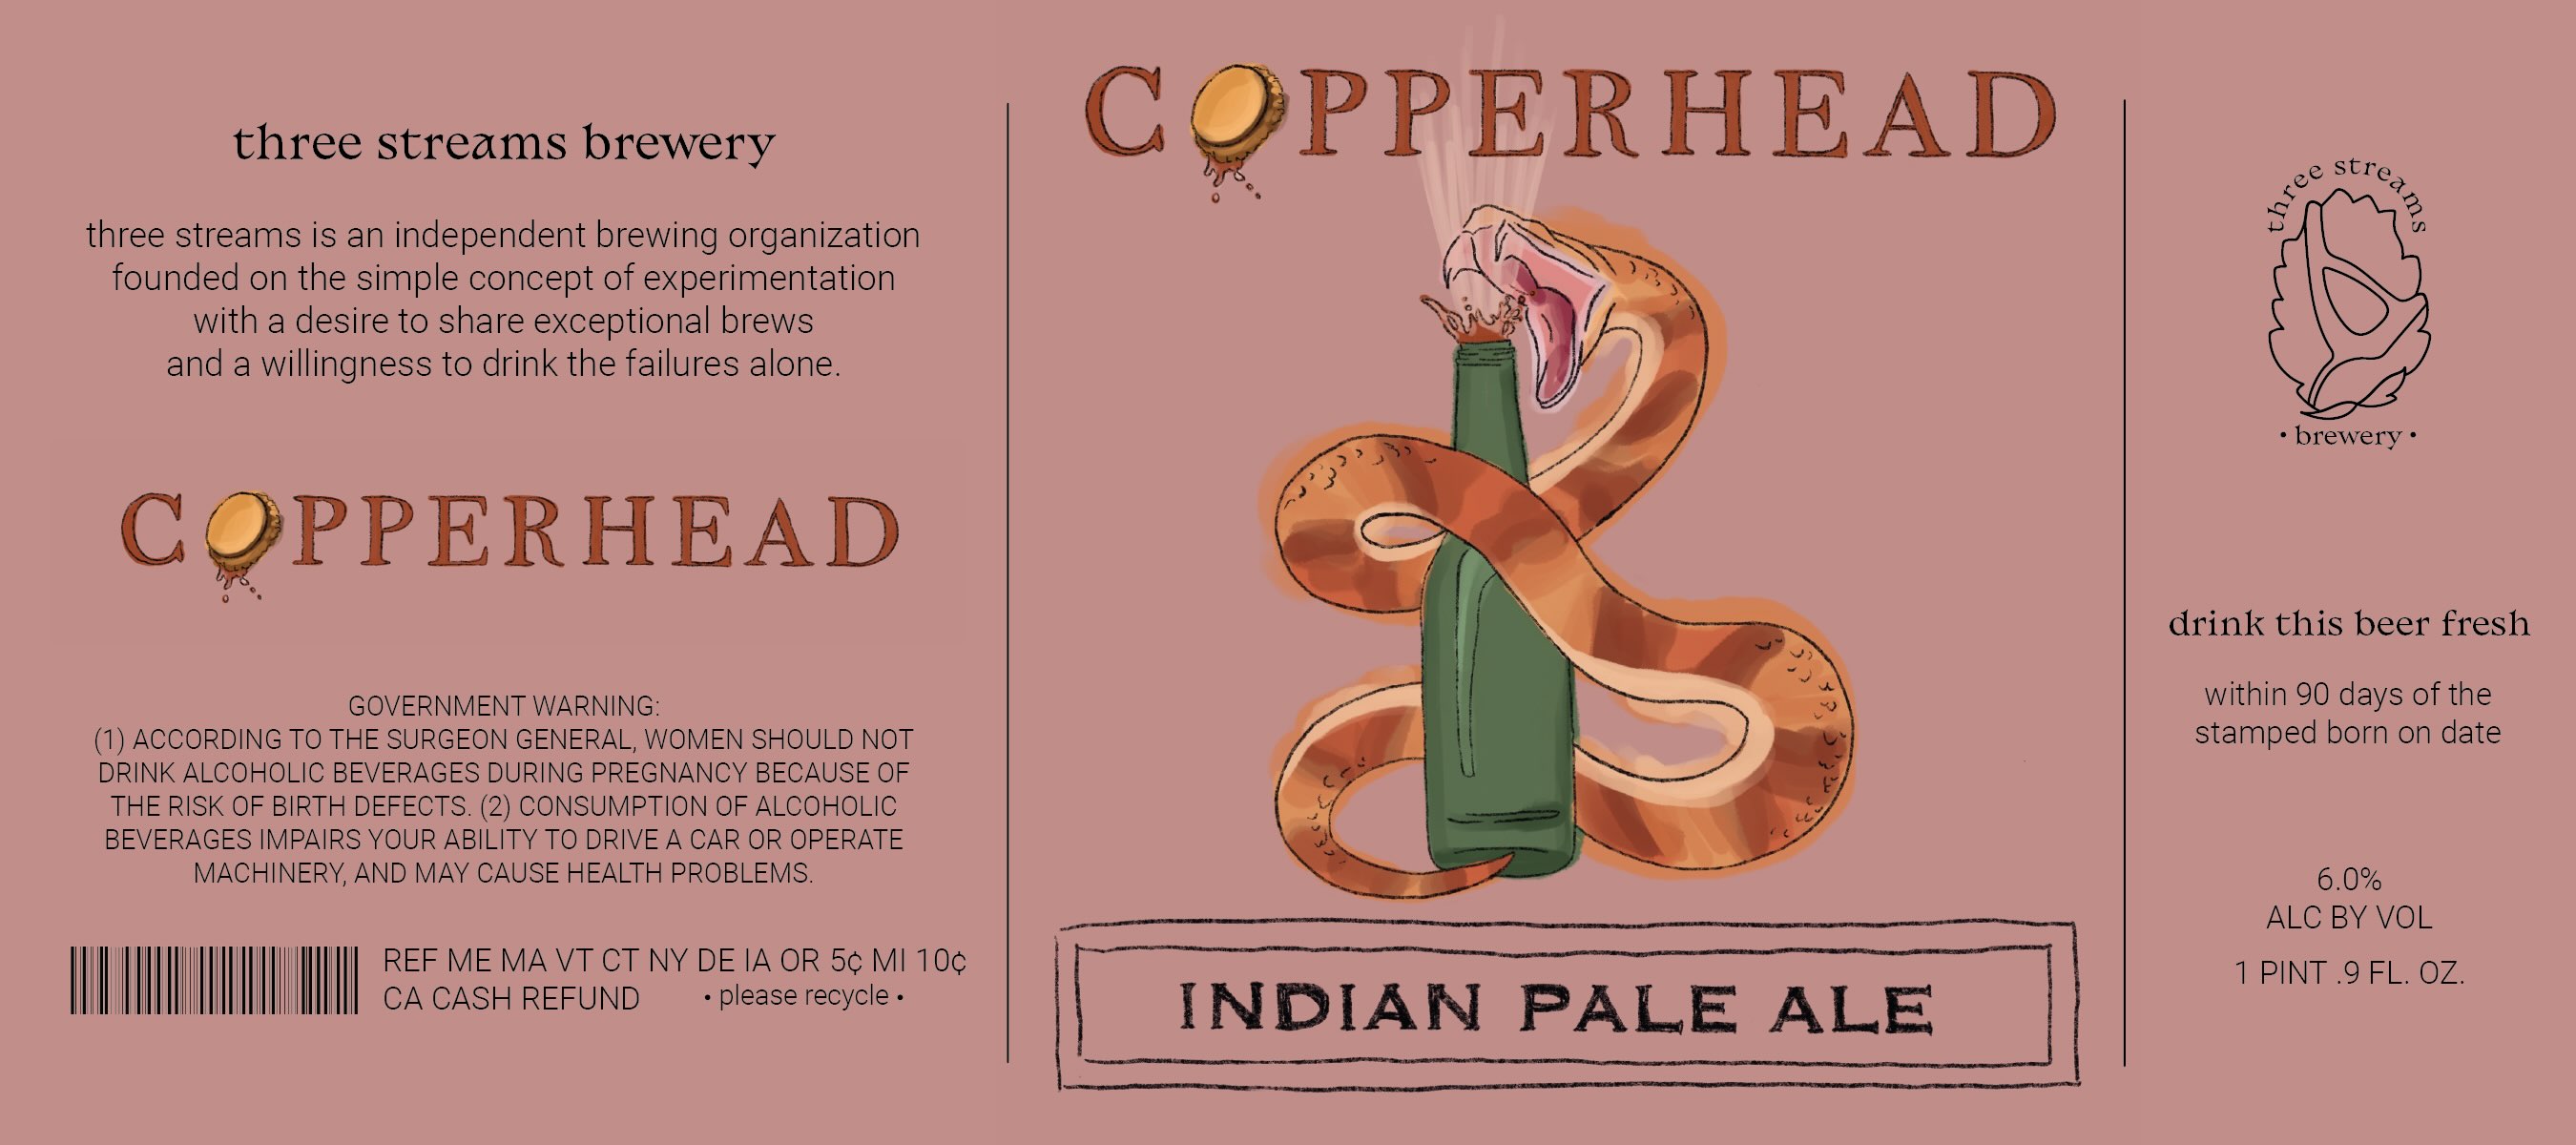 three streams brewery
three streams is an independent brewing organization
founded on the simple concept of experimentation
with a desire to share exceptional brews
and a willingness to drink the failures alone.
COPPERHEAD
GOVERNMENT WARNING:
(1) ACCORDING TO THE SURGEON GENERAL, WOMEN SHOULD NOT
DRINK ALCOHOLIC BEVERAGES DURING PREGNANCY BECAUSE OF
THE RISK OF BIRTH DEFECTS. (2) CONSUMPTION OF ALCOHOLIC
BEVERAGES IMPAIRS YOUR ABILITY TO DRIVE A CAR OR OPERATE
MACHINERY, AND MAY CAUSE HEALTH PROBLEMS.
REF ME MA VT CT NY DE IA OR 5¢ MI 10¢
CA CASH REFUND • please recycle •
COPPERHEAD
INDIAN PALE ALE
three streams
• brewery •
drink this beer fresh
within 90 days of the
stamped born on date
6.0%
ALC BY VOL
1 PINT .9 FL. OZ.